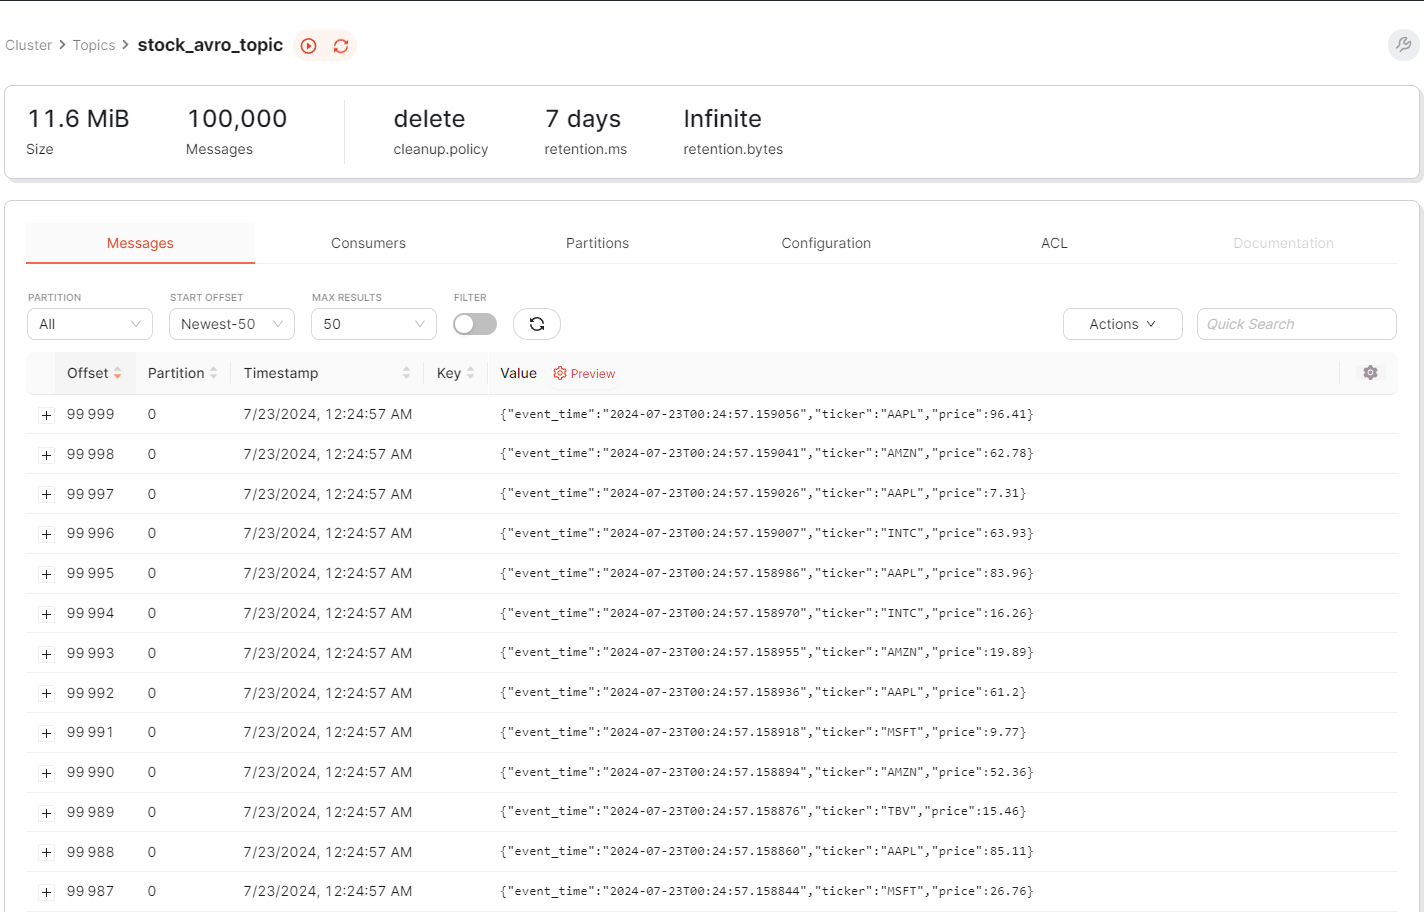 Cluster > Topics > stock_avro_topic
11.6 MiB 100,000 delete 7 days Infinite
Size Messages cleanup.policy retention.ms retention.bytes
Messages Consumers Partitions Configuration ACL Documentation
PARTITION START OFFSET MAX RESULTS FILTER
All Newest-50 50 Actions Quick Search
Offset Partition Timestamp Key Value Preview
+ 99 999 0 7/23/2024, 12:24:57 AM {"event_time":"2024-07-23T00:24:57.159056","ticker":"AAPL","price":96.41}
+ 99 998 0 7/23/2024, 12:24:57 AM {"event_time":"2024-07-23T00:24:57.159041","ticker":"AMZN","price":62.78}
+ 99 997 0 7/23/2024, 12:24:57 AM {"event_time":"2024-07-23T00:24:57.159026","ticker":"AAPL","price":7.31}
+ 99 996 0 7/23/2024, 12:24:57 AM {"event_time":"2024-07-23T00:24:57.159007","ticker":"INTC","price":63.93}
+ 99 995 0 7/23/2024, 12:24:57 AM {"event_time":"2024-07-23T00:24:57.158986","ticker":"AAPL","price":83.96}
+ 99 994 0 7/23/2024, 12:24:57 AM {"event_time":"2024-07-23T00:24:57.158970","ticker":"INTC","price":16.26}
+ 99 993 0 7/23/2024, 12:24:57 AM {"event_time":"2024-07-23T00:24:57.158955","ticker":"AMZN","price":19.89}
+ 99 992 0 7/23/2024, 12:24:57 AM {"event_time":"2024-07-23T00:24:57.158936","ticker":"AAPL","price":61.2}
+ 99 991 0 7/23/2024, 12:24:57 AM {"event_time":"2024-07-23T00:24:57.158918","ticker":"MSFT","price":9.77}
+ 99 990 0 7/23/2024, 12:24:57 AM {"event_time":"2024-07-23T00:24:57.158894","ticker":"AMZN","price":52.36}
+ 99 989 0 7/23/2024, 12:24:57 AM {"event_time":"2024-07-23T00:24:57.158876","ticker":"TBV","price":15.46}
+ 99 988 0 7/23/2024, 12:24:57 AM {"event_time":"2024-07-23T00:24:57.158860","ticker":"AAPL","price":85.11}
+ 99 987 0 7/23/2024, 12:24:57 AM {"event_time":"2024-07-23T00:24:57.158844","ticker":"MSFT","price":26.76}